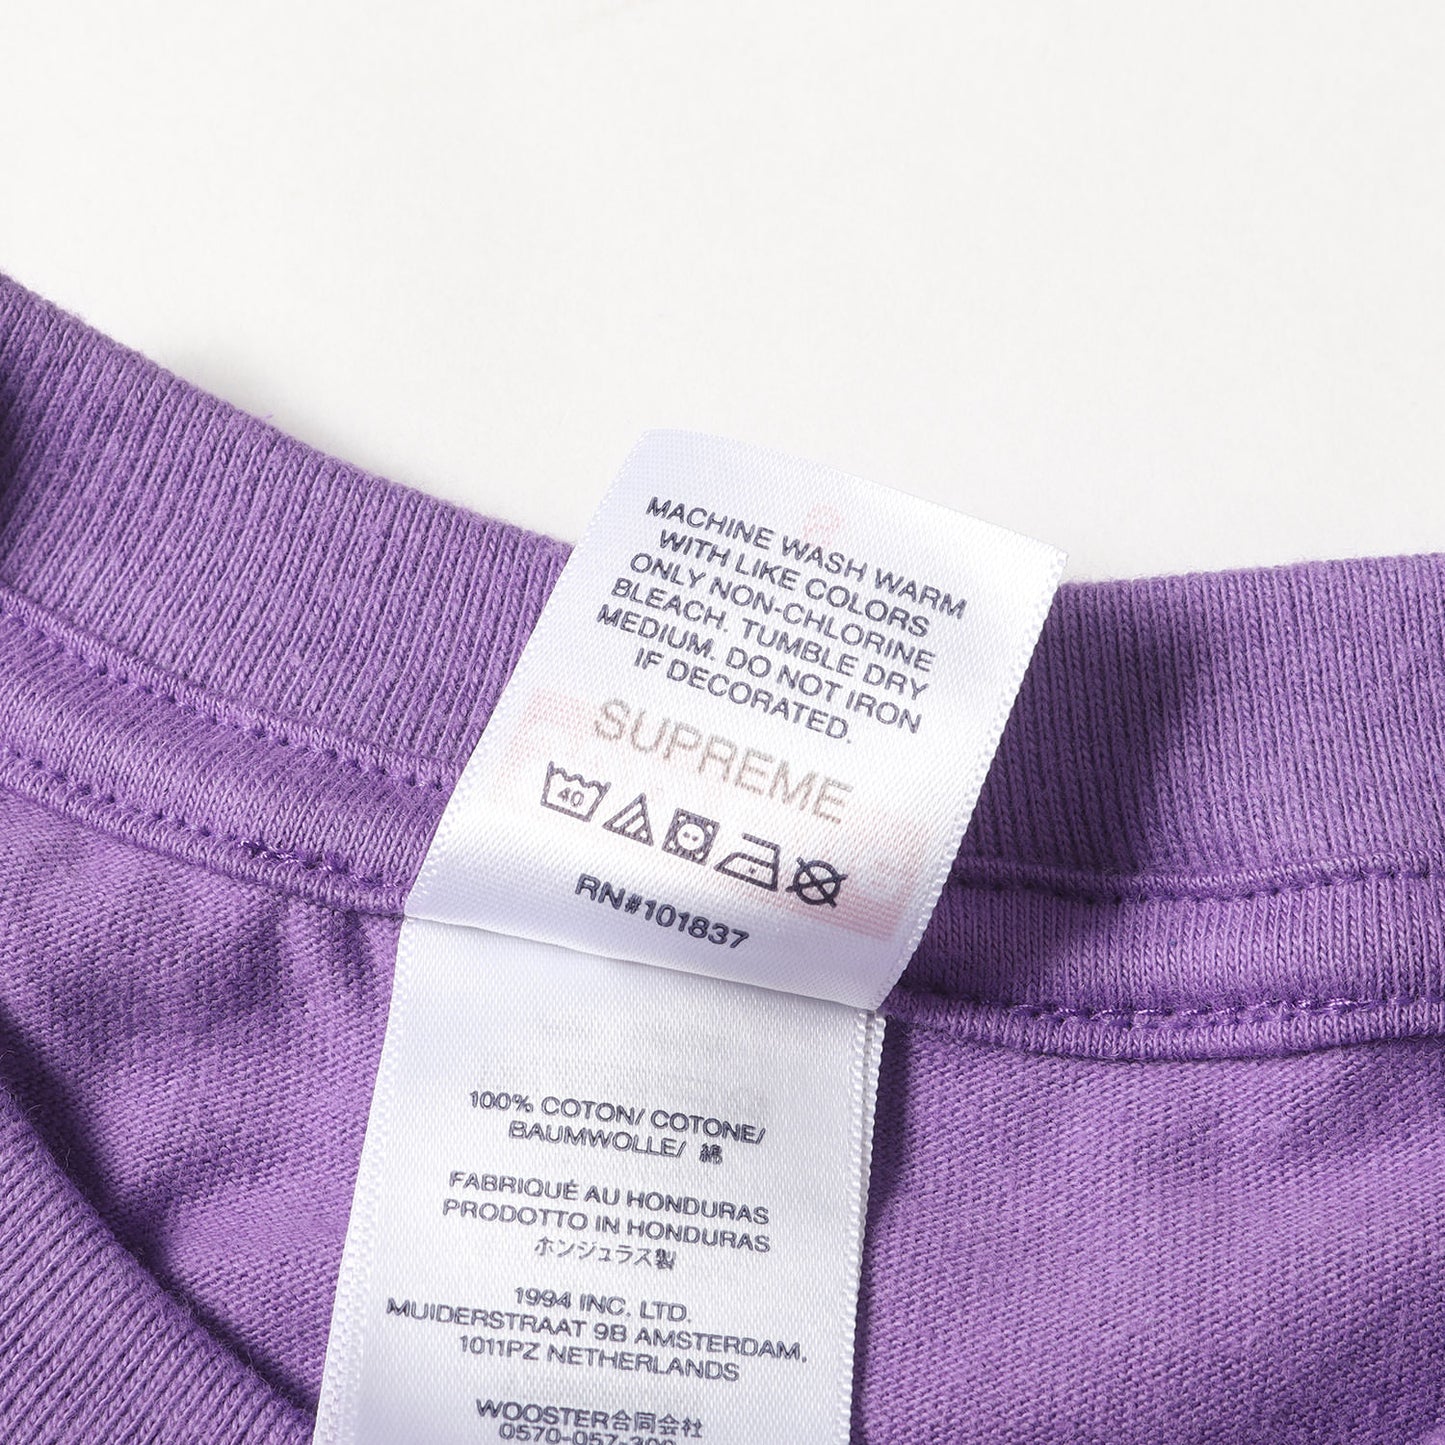 MACHINE WASH WARM
WITH LIKE COLORS
ONLY NON-CHLORINE
BLEACH. TUMBLE DRY
MEDIUM. DO NOT IRON
IF DECORATED.
SUPREME
40
RN#101837
100% COTON/ COTONE/
BAUMWOLLE/ 綿
FABRIQUÉ AU HONDURAS
PRODOTTO IN HONDURAS
ホンジュラス製
1994 INC. LTD.
MUIDERSTRAAT 9B AMSTERDAM,
1011PZ NETHERLANDS
WOOSTER合同会社
0570-057-300